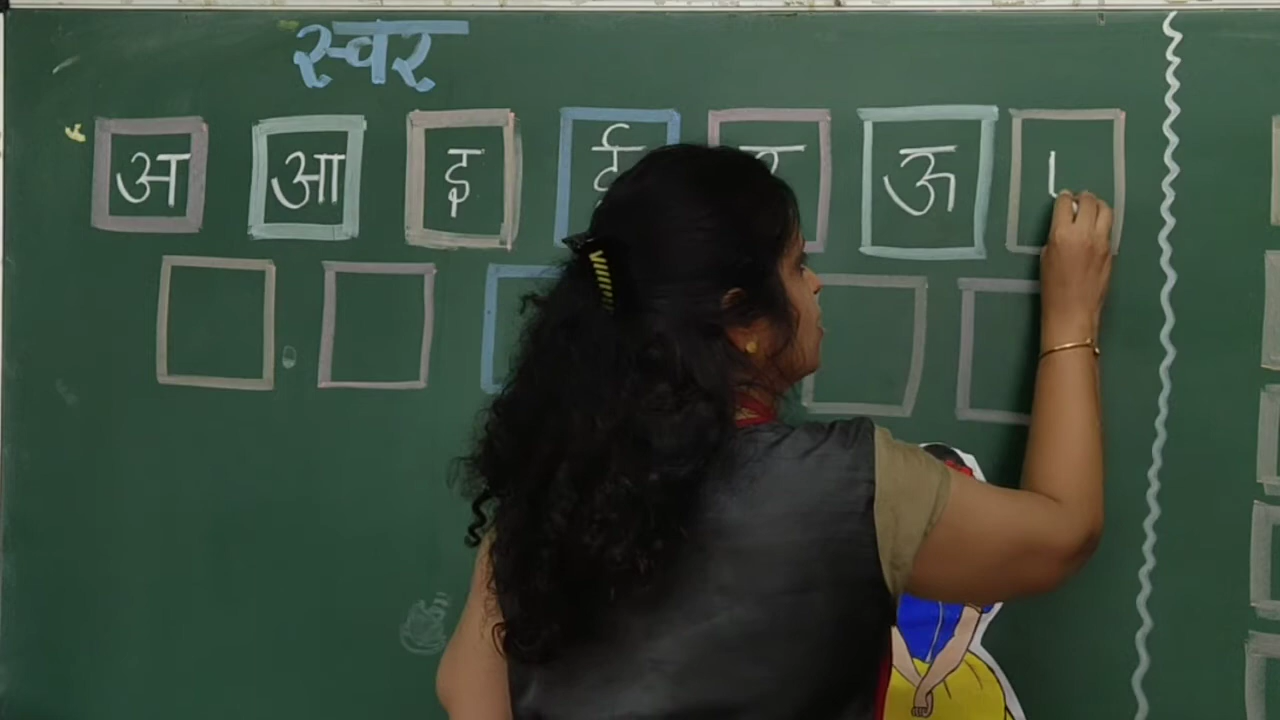 स्वर
अ आ इ ई ऊ